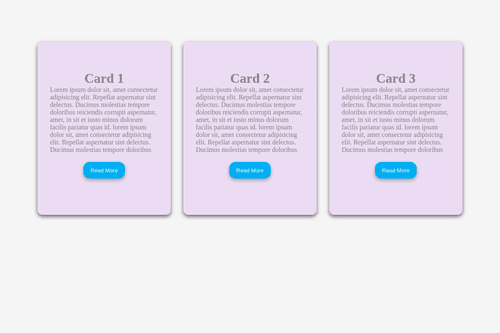 Card 1
Lorem ipsum dolor sit, amet consectetur
adipisicing elit. Repellat aspernatur sint
delectus. Ducimus molestias tempore
doloribus reiciendis corrupti aspernatur,
amet, in sit et iusto minus dolorum
facilis pariatur quas id. lorem ipsum
dolor sit, amet consectetur adipisicing
elit. Repellat aspernatur sint delectus.
Ducimus molestias tempore doloribus
Read More
Card 2
Lorem ipsum dolor sit, amet consectetur
adipisicing elit. Repellat aspernatur sint
delectus. Ducimus molestias tempore
doloribus reiciendis corrupti aspernatur,
amet, in sit et iusto minus dolorum
facilis pariatur quas id. lorem ipsum
dolor sit, amet consectetur adipisicing
elit. Repellat aspernatur sint delectus.
Ducimus molestias tempore doloribus
Read More
Card 3
Lorem ipsum dolor sit, amet consectetur
adipisicing elit. Repellat aspernatur sint
delectus. Ducimus molestias tempore
doloribus reiciendis corrupti aspernatur,
amet, in sit et iusto minus dolorum
facilis pariatur quas id. lorem ipsum
dolor sit, amet consectetur adipisicing
elit. Repellat aspernatur sint delectus.
Ducimus molestias tempore doloribus
Read More